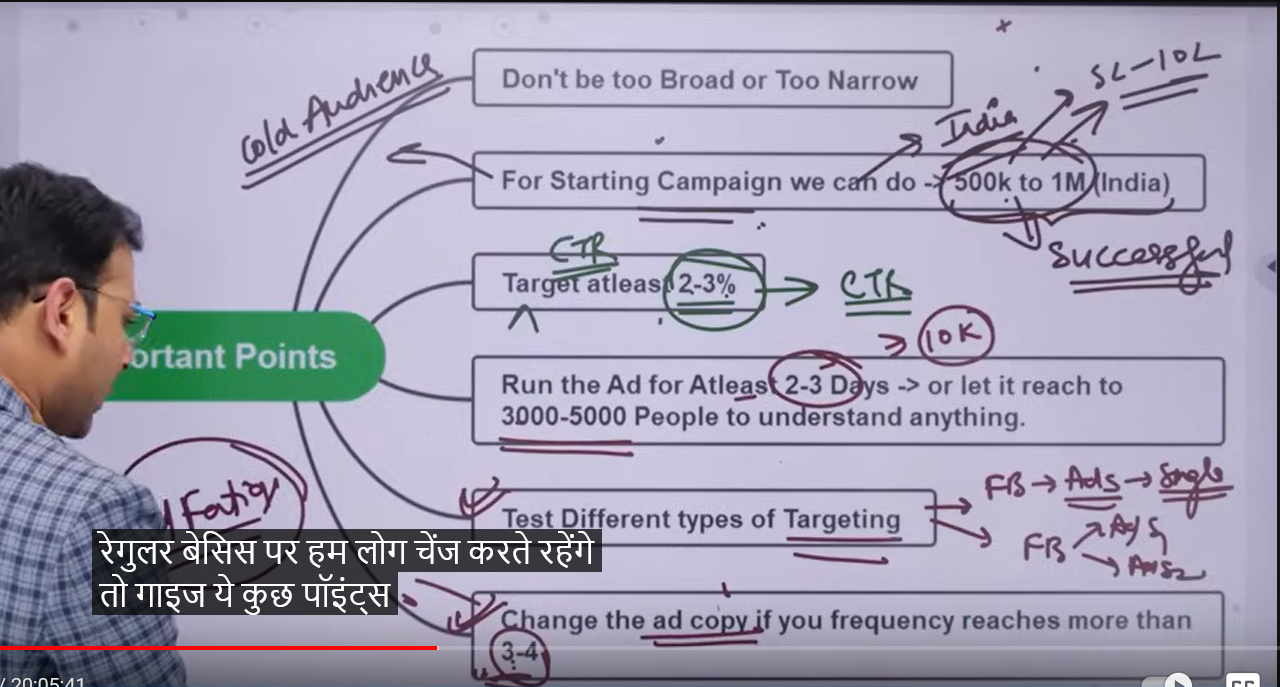 Cold Audience
Don't be too Broad or Too Narrow
5L-10L
India
For Starting Campaign we can do -> 500k to 1M (India)
Successful
CTR
Target atleast 2-3%
CTR
10K
ortant Points
Run the Ad for Atleast 2-3 Days -> or let it reach to
3000-5000 People to understand anything.
FB → Ads → Single
Test Different types of Targeting
FB
रेगुलर बेसिस पर हम लोग चेंज करते रहेंगे
तो गाइज ये कुछ पॉइंट्स
Change the ad copy if you frequency reaches more than
3-4
/ 20:05:41